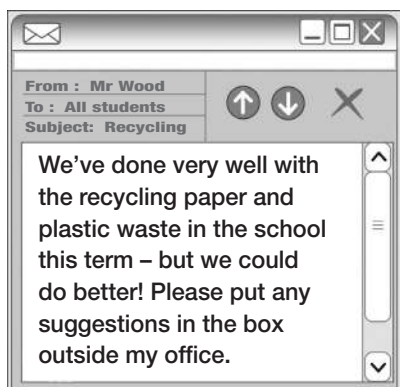 From : Mr Wood
To : All students
Subject: Recycling
We've done very well with
the recycling paper and
plastic waste in the school
this term – but we could
do better! Please put any
suggestions in the box
outside my office.